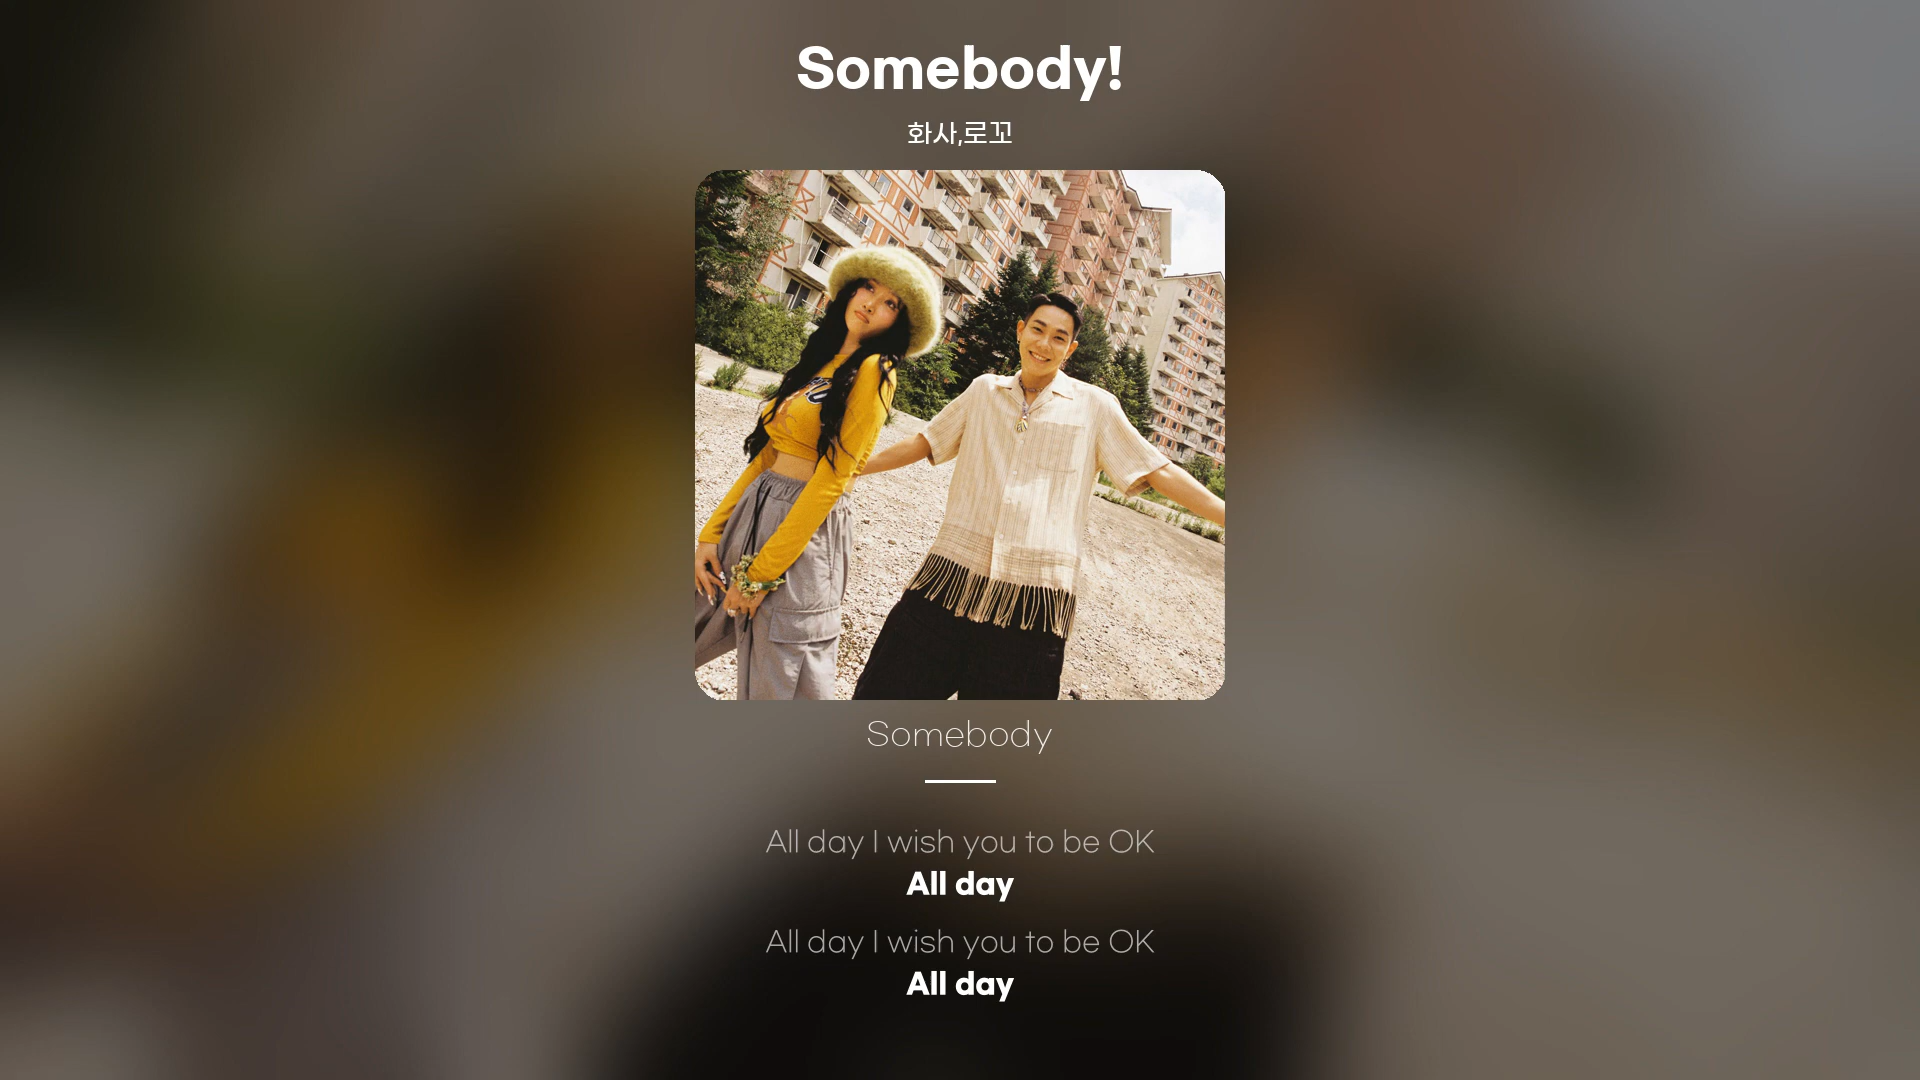 Somebody!
화사,로꼬
Somebody
All day I wish you to be OK
All day
All day I wish you to be OK
All day